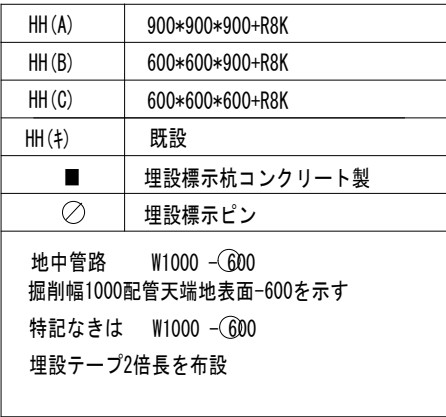 HH(A) 900*900*900+R8K
HH(B) 600*600*900+R8K
HH(C) 600*600*600+R8K
HH(ｷ) 既設
■ 埋設標示杭コンクリート製
埋設標示ピン
地中管路 W1000 -600
掘削幅1000配管天端地表面-600を示す
特記なきは W1000 -600
埋設テープ2倍長を布設